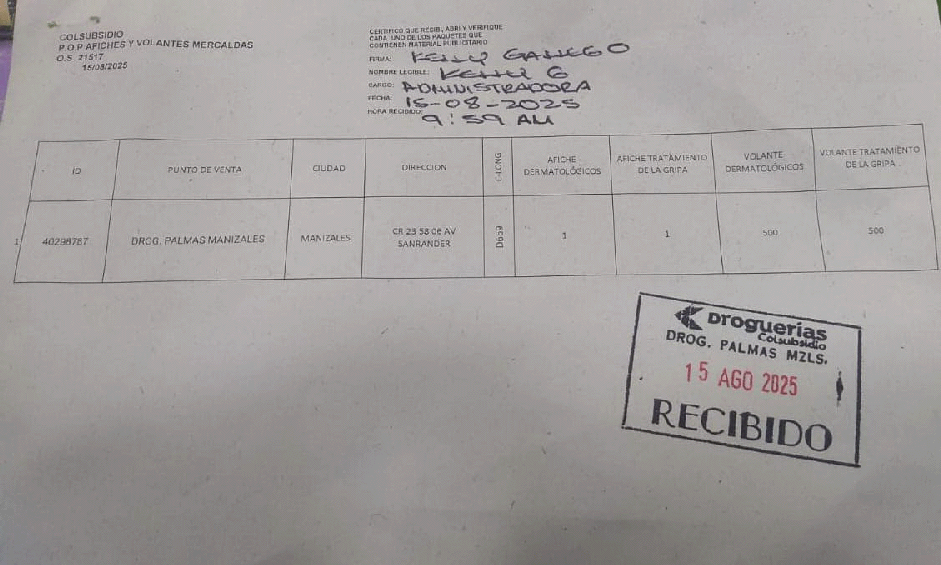 COLSUBSIDIO
P.O.P AFICHES Y VOLANTES MERCALDAS
O.S 71517
15/08/2025
CERTIFICO QUE RECIBI, ABRI Y VERIFIQUE
CADA UNO DE LOS PAQUETES QUE
CONTIENEN MATERIAL PUBLICITARIO
FIRMA: KELLY GALLEGO
NOMBRE LEGIBLE: KELLY G
CARGO: ADMINISTRADORA
FECHA: 15-08-2025
HORA RECIBIDO: 9:59 AM
ID PUNTO DE VENTA CIUDAD DIRECCION AFICHE DERMATOLÓGICOS AFICHE TRATAMIENTO DE LA GRIPA VOLANTE DERMATOLÓGICOS VOLANTE TRATAMIENTO DE LA GRIPA
1 40298787 DROG. PALMAS MANIZALES MANIZALES CR 23 58 06 AV SANRANDER 1 1 500 500
Droguerías
Colsubsidio
DROG. PALMAS MZLS.
15 AGO 2025
RECIBIDO